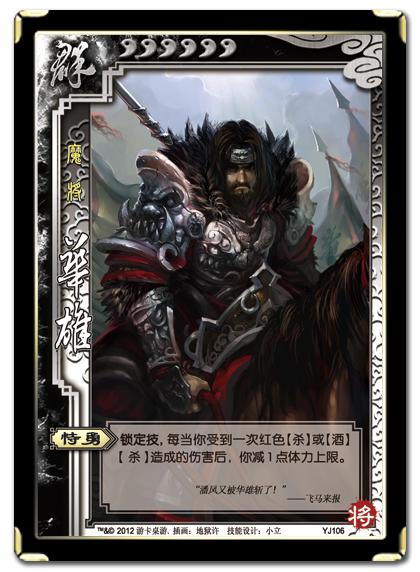 群
魔将
華雄
恃勇
锁定技,每当你受到一次红色【杀】或【酒】
【杀】造成的伤害后,你减1点体力上限。
“潘凤又被华雄斩了!”
——飞马来报
™&© 2012 游卡桌游. 插画:地狱许 技能设计:小立 YJ106
将